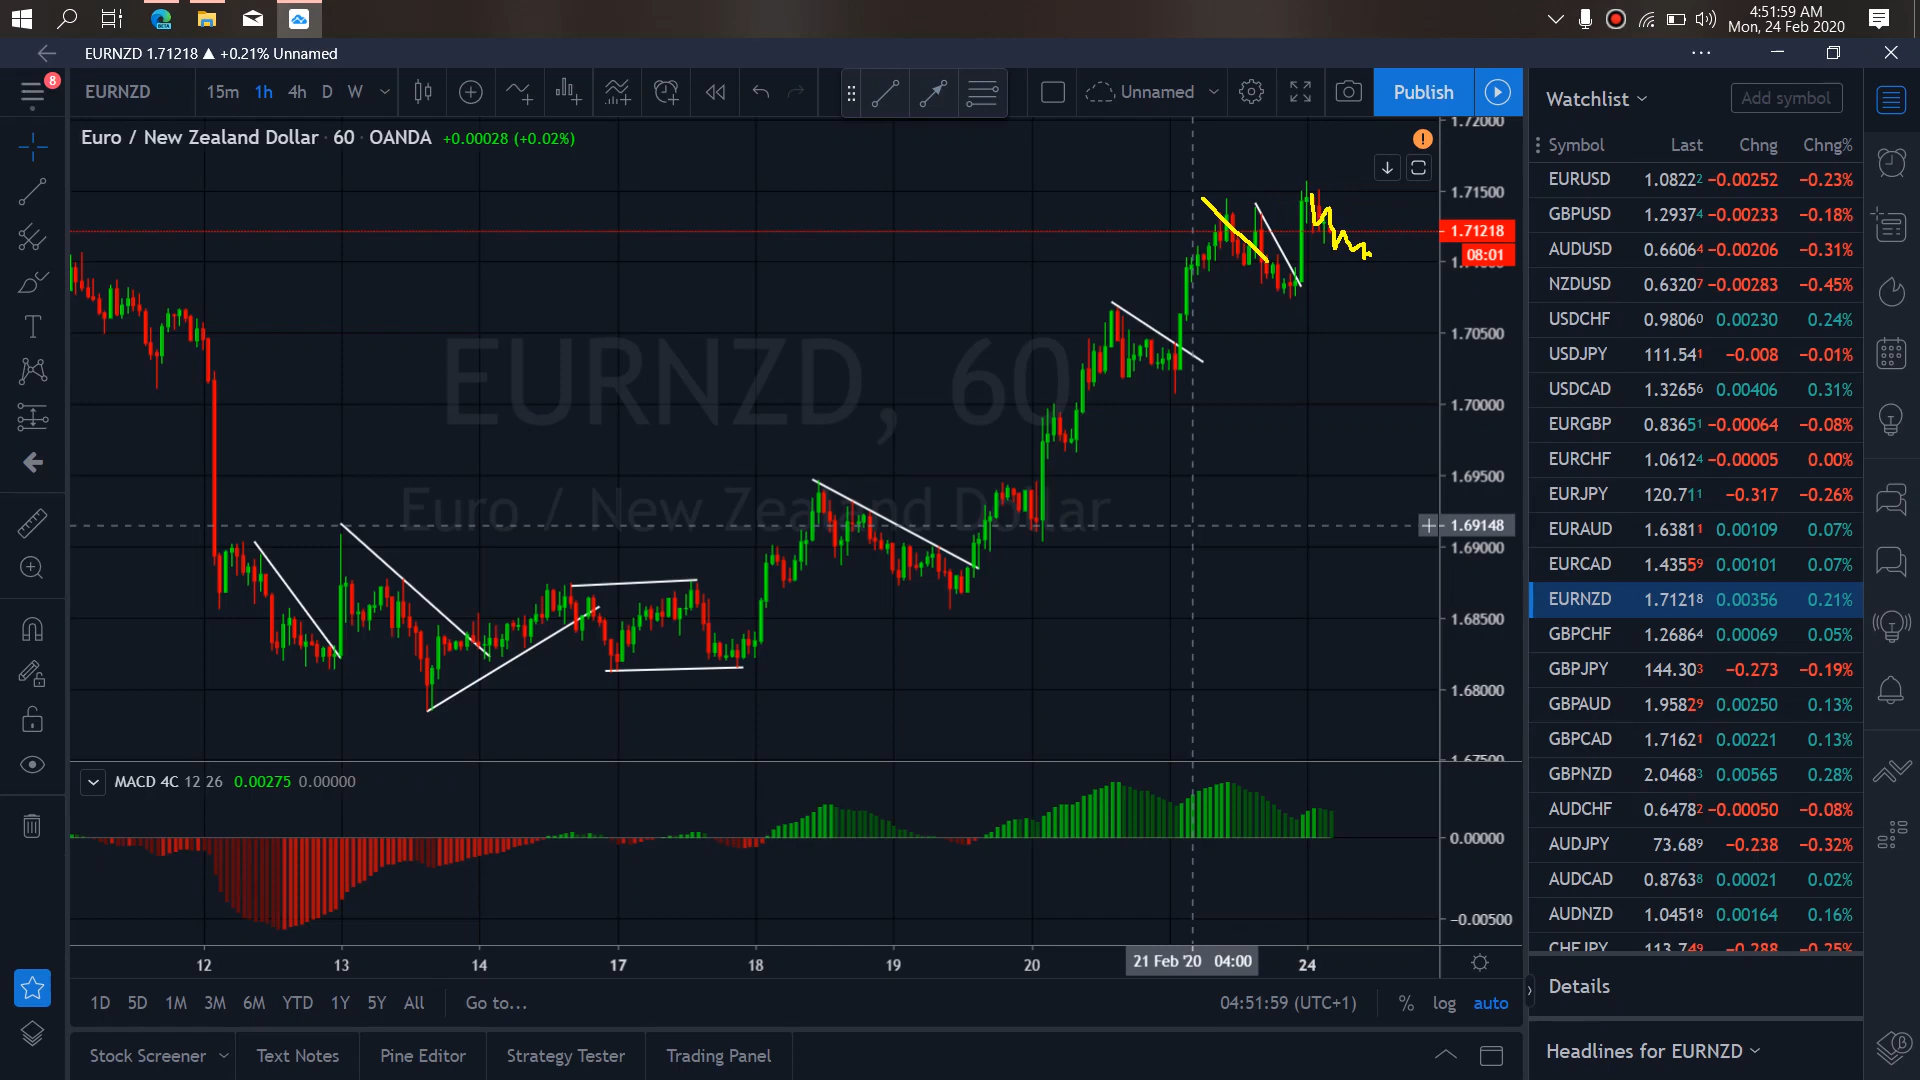 4:51:59 AM
Mon, 24 Feb 2020
EURNZD 1.71218 ▲ +0.21% Unnamed
8
EURNZD 15m 1h 4h D W Unnamed Publish
Euro / New Zealand Dollar · 60 · OANDA +0.00028 (+0.02%)
EURNZD, 60
Euro / New Zealand Dollar
1.72000
1.71500
1.71218
08:01
1.70500
1.70000
1.69500
1.69148
1.69000
1.68500
1.68000
1.67500
MACD 4C 12 26 0.00275 0.00000
0.00000
−0.00500
12 13 14 17 18 19 20 21 Feb '20 04:00 24
1D 5D 1M 3M 6M YTD 1Y 5Y All Go to... 04:51:59 (UTC+1) % log auto
Stock Screener Text Notes Pine Editor Strategy Tester Trading Panel
Watchlist Add symbol
Symbol Last Chng Chng%
EURUSD 1.08222 −0.00252 −0.23%
GBPUSD 1.29374 −0.00233 −0.18%
AUDUSD 0.66064 −0.00206 −0.31%
NZDUSD 0.63207 −0.00283 −0.45%
USDCHF 0.98060 0.00230 0.24%
USDJPY 111.541 −0.008 −0.01%
USDCAD 1.32656 0.00406 0.31%
EURGBP 0.83651 −0.00064 −0.08%
EURCHF 1.06124 −0.00005 0.00%
EURJPY 120.711 −0.317 −0.26%
EURAUD 1.63811 0.00109 0.07%
EURCAD 1.43559 0.00101 0.07%
EURNZD 1.71218 0.00356 0.21%
GBPCHF 1.26864 0.00069 0.05%
GBPJPY 144.303 −0.273 −0.19%
GBPAUD 1.95829 0.00250 0.13%
GBPCAD 1.71621 0.00221 0.13%
GBPNZD 2.04683 0.00565 0.28%
AUDCHF 0.64782 −0.00050 −0.08%
AUDJPY 73.689 −0.238 −0.32%
AUDCAD 0.87638 0.00021 0.02%
AUDNZD 1.04518 0.00164 0.16%
CHFJPY 113.749 −0.288 −0.25%
Details
Headlines for EURNZD